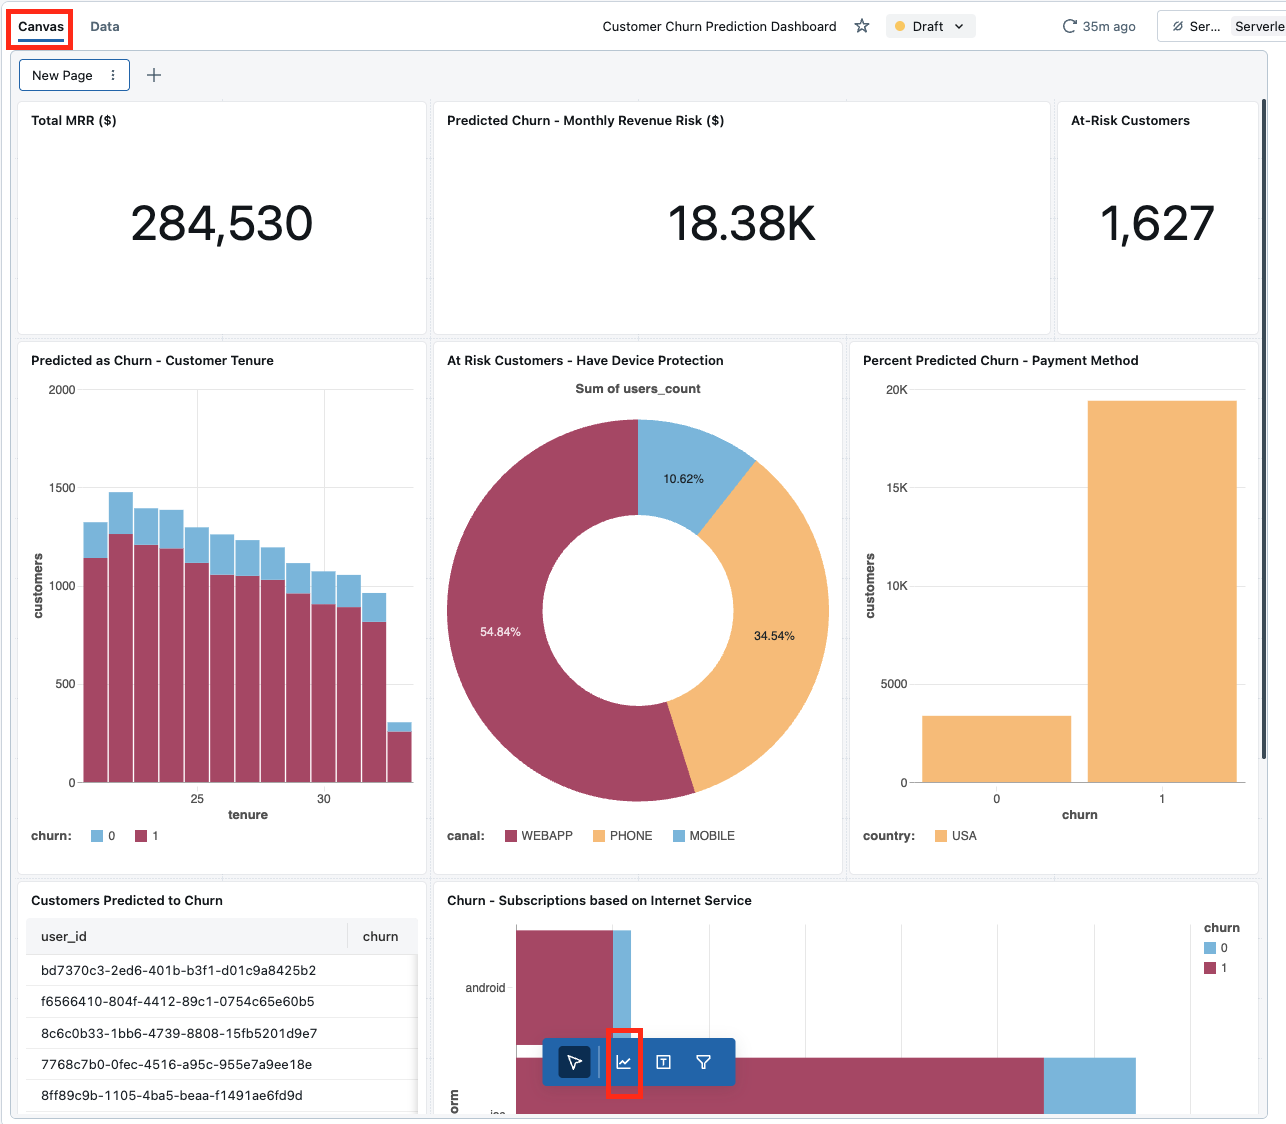 Canvas
Data
Customer Churn Prediction Dashboard
Draft
35m ago
Ser...
Serverle
New Page
Total MRR ($)
284,530
Predicted Churn - Monthly Revenue Risk ($)
18.38K
At-Risk Customers
1,627
Predicted as Churn - Customer Tenure
2000
1500
1000
500
0
customers
25
30
tenure
churn:
0
1
At Risk Customers - Have Device Protection
Sum of users_count
10.62%
54.84%
34.54%
canal:
WEBAPP
PHONE
MOBILE
Percent Predicted Churn - Payment Method
20K
15K
10K
5000
0
customers
0
1
churn
country:
USA
Customers Predicted to Churn
user_id
churn
bd7370c3-2ed6-401b-b3f1-d01c9a8425b2
f6566410-804f-4412-89c1-0754c65e60b5
8c6c0b33-1bb6-4739-8808-15fb5201d9e7
7768c7b0-0fec-4516-a95c-955e7a9ee18e
8ff89c9b-1105-4ba5-beaa-f1491ae6fd9d
Churn - Subscriptions based on Internet Service
churn
0
1
android
T
orm